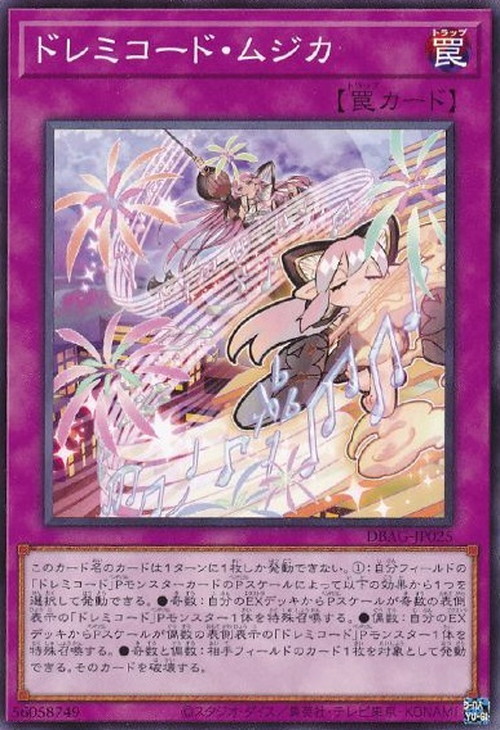 ドレミコード・ムジカ
トラップ
罠
トラップ
【罠カード】
DBAG-JP025
このカード名のカードは1ターンに1枚しか発動できない。①:自分フィールドの
「ドレミコード」PモンスターカードのPスケールによって以下の効果から1つを
選択して発動できる。●奇数:自分のEXデッキからPスケールが奇数の表側
表示の「ドレミコード」Pモンスター1体を特殊召喚する。●偶数:自分のEX
デッキからPスケールが偶数の表側表示の「ドレミコード」Pモンスター1体を
特殊召喚する。●奇数と偶数:相手フィールドのカード1枚を対象として発動
できる。そのカードを破壊する。
56058749
©スタジオ・ダイス/集英社・テレビ東京・KONAMI